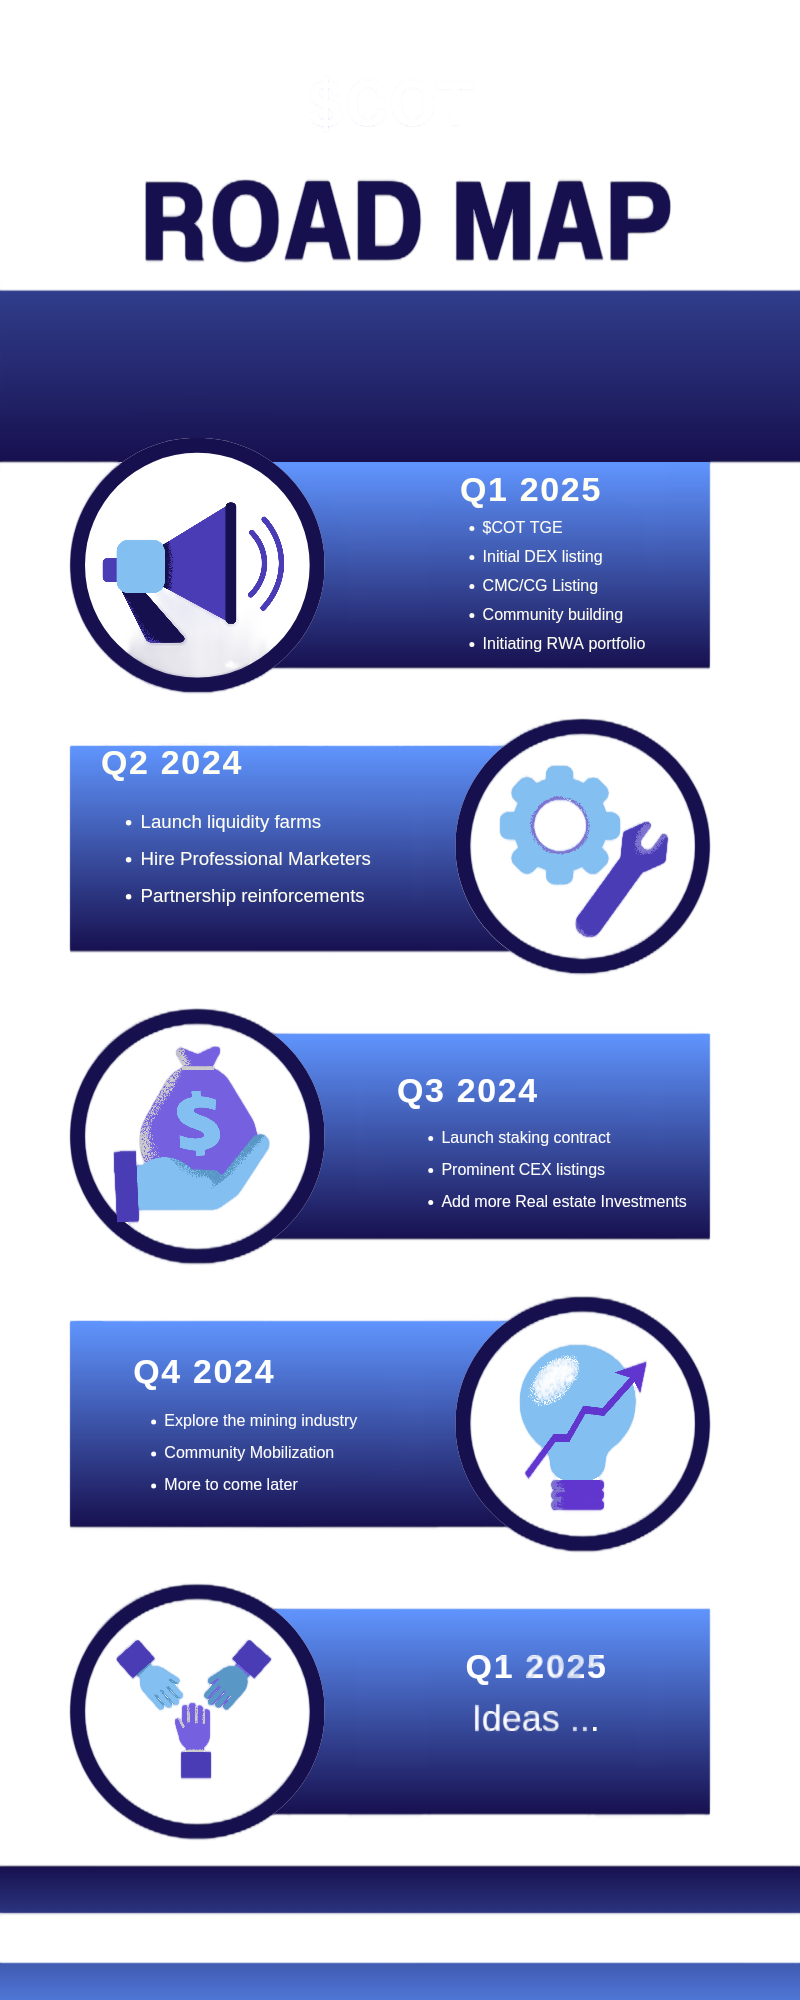 $COT
ROAD MAP
Q1 2025
• $COT TGE
• Initial DEX listing
• CMC/CG Listing
• Community building
• Initiating RWA portfolio
Q2 2024
• Launch liquidity farms
• Hire Professional Marketers
• Partnership reinforcements
$
Q3 2024
• Launch staking contract
• Prominent CEX listings
• Add more Real estate Investments
Q4 2024
• Explore the mining industry
• Community Mobilization
• More to come later
Q1 2025
Ideas ...